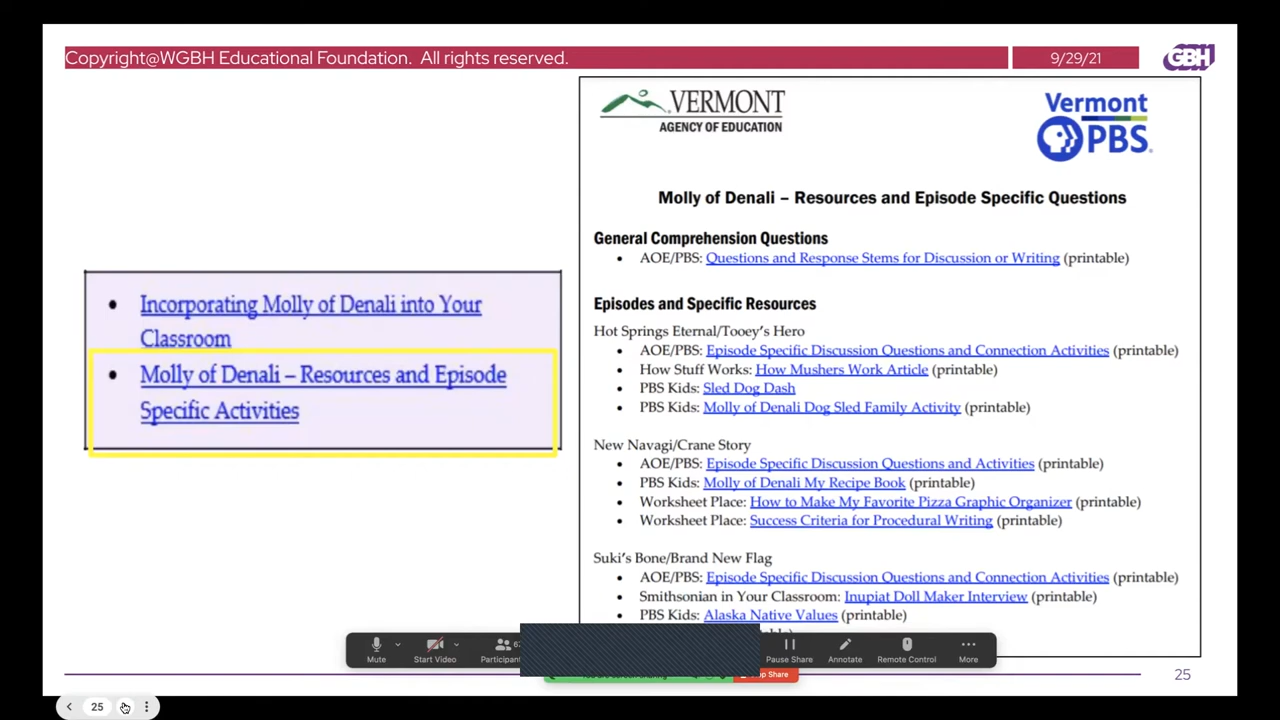 Copyright@WGBH Educational Foundation. All rights reserved.
9/29/21
GBH
Incorporating Molly of Denali into Your
Classroom
Molly of Denali – Resources and Episode
Specific Activities
VERMONT
AGENCY OF EDUCATION
Vermont
PBS
Molly of Denali – Resources and Episode Specific Questions
General Comprehension Questions
AOE/PBS: Questions and Response Stems for Discussion or Writing (printable)
Episodes and Specific Resources
Hot Springs Eternal/Tooey's Hero
AOE/PBS: Episode Specific Discussion Questions and Connection Activities (printable)
How Stuff Works: How Mushers Work Article (printable)
PBS Kids: Sled Dog Dash
PBS Kids: Molly of Denali Dog Sled Family Activity (printable)
New Navagi/Crane Story
AOE/PBS: Episode Specific Discussion Questions and Activities (printable)
PBS Kids: Molly of Denali My Recipe Book (printable)
Worksheet Place: How to Make My Favorite Pizza Graphic Organizer (printable)
Worksheet Place: Success Criteria for Procedural Writing (printable)
Suki's Bone/Brand New Flag
AOE/PBS: Episode Specific Discussion Questions and Connection Activities (printable)
Smithsonian in Your Classroom: Inupiat Doll Maker Interview (printable)
PBS Kids: Alaska Native Values (printable)
Mute
Start Video
Pause Share
Annotate
Remote Control
More
Share
25
25